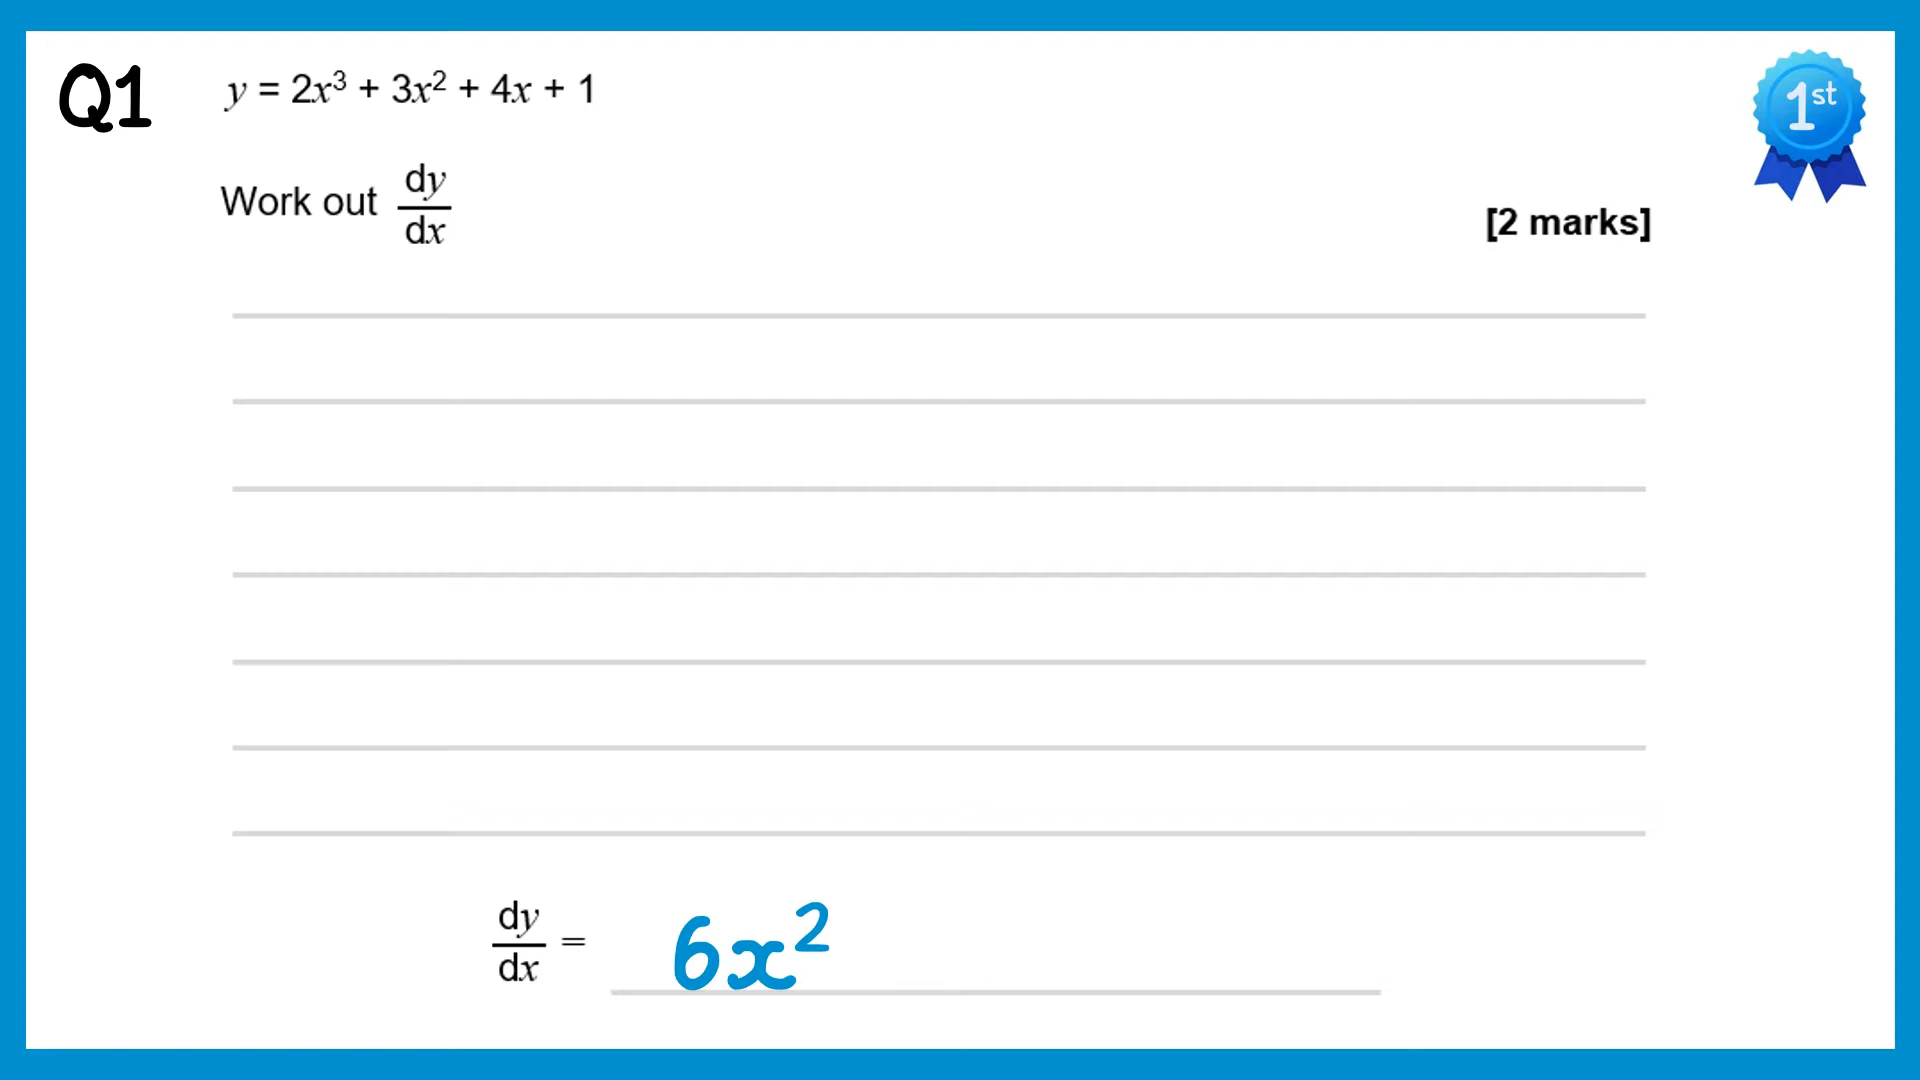 Q1
y = 2x³ + 3x² + 4x + 1
1st
Work out dy/dx
[2 marks]
dy/dx = 6x²